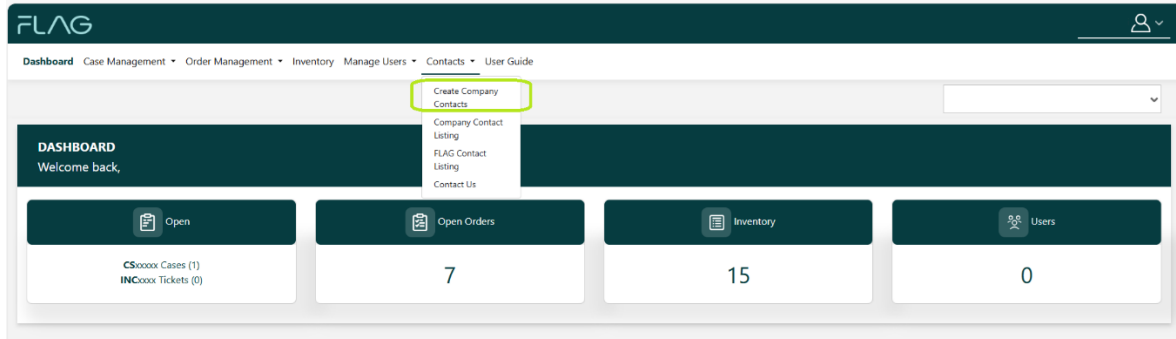 FLAG
Dashboard Case Management Order Management Inventory Manage Users Contacts User Guide
Create Company
Contacts
Company Contact
Listing
FLAG Contact
Listing
Contact Us
DASHBOARD
Welcome back,
Open
Open Orders
Inventory
Users
CSxxxxx Cases (1)
INCxxxx Tickets (0)
7
15
0